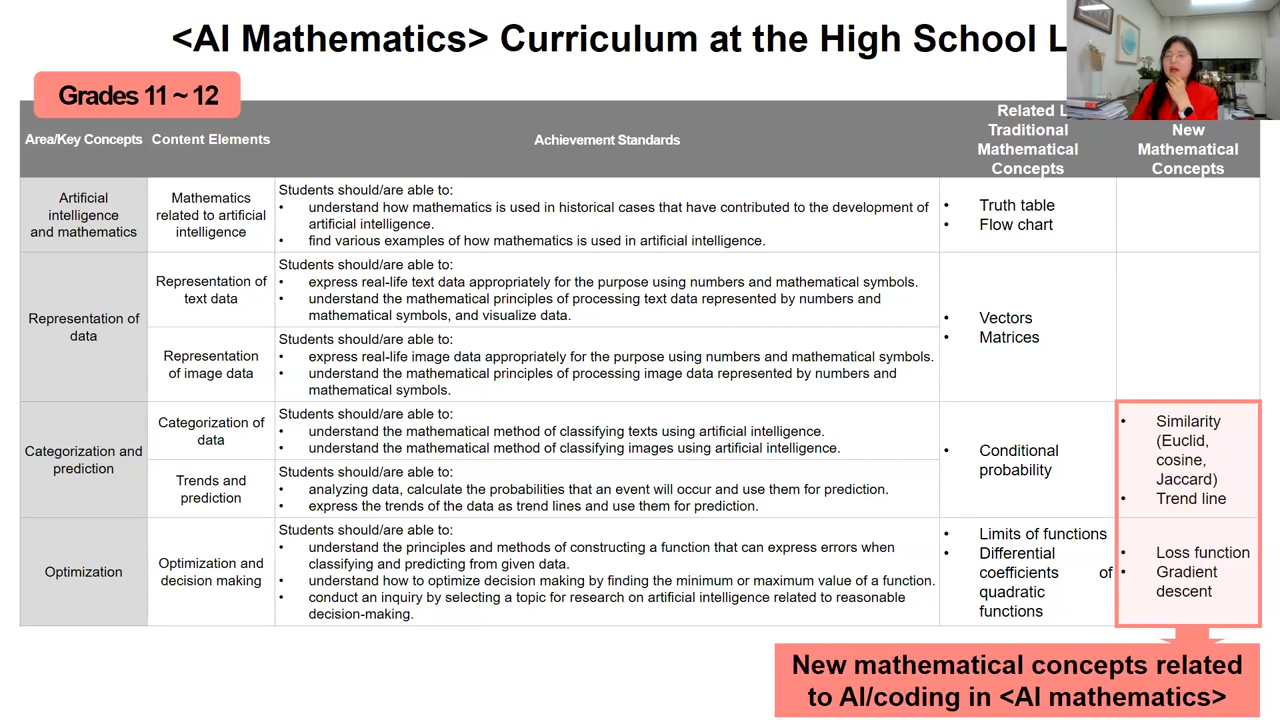 <AI Mathematics> Curriculum at the High School L
Grades 11 ~ 12
Area/Key Concepts
Content Elements
Achievement Standards
Related L
Traditional
Mathematical
Concepts
New
Mathematical
Concepts
Artificial
intelligence
and mathematics
Mathematics
related to artificial
intelligence
Students should/are able to:
• understand how mathematics is used in historical cases that have contributed to the development of
artificial intelligence.
• find various examples of how mathematics is used in artificial intelligence.
• Truth table
• Flow chart
Representation of
data
Representation of
text data
Students should/are able to:
• express real-life text data appropriately for the purpose using numbers and mathematical symbols.
• understand the mathematical principles of processing text data represented by numbers and
mathematical symbols, and visualize data.
Representation
of image data
Students should/are able to:
• express real-life image data appropriately for the purpose using numbers and mathematical symbols.
• understand the mathematical principles of processing image data represented by numbers and
mathematical symbols.
• Vectors
• Matrices
Categorization and
prediction
Categorization of
data
Students should/are able to:
• understand the mathematical method of classifying texts using artificial intelligence.
• understand the mathematical method of classifying images using artificial intelligence.
Trends and
prediction
Students should/are able to:
• analyzing data, calculate the probabilities that an event will occur and use them for prediction.
• express the trends of the data as trend lines and use them for prediction.
• Conditional
probability
• Similarity
(Euclid,
cosine,
Jaccard)
• Trend line
Optimization
Optimization and
decision making
Students should/are able to:
• understand the principles and methods of constructing a function that can express errors when
classifying and predicting from given data.
• understand how to optimize decision making by finding the minimum or maximum value of a function.
• conduct an inquiry by selecting a topic for research on artificial intelligence related to reasonable
decision-making.
• Limits of functions
• Differential
coefficients of
quadratic
functions
• Loss function
• Gradient
descent
New mathematical concepts related
to AI/coding in <AI mathematics>